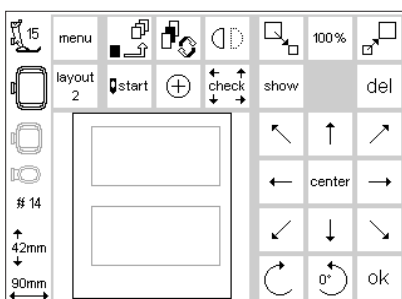 15 menu 100%
layout
2
start
check
show del
center
# 14
42mm
90mm
0° ok